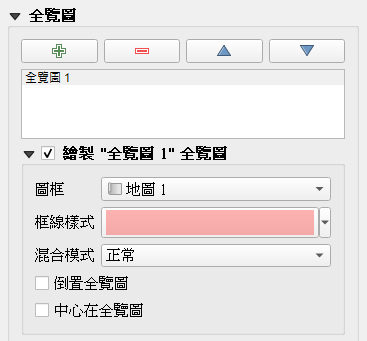 全覽圖
全覽圖 1
繪製 "全覽圖 1" 全覽圖
圖框 地圖 1
框線樣式
混合模式 正常
倒置全覽圖
中心在全覽圖